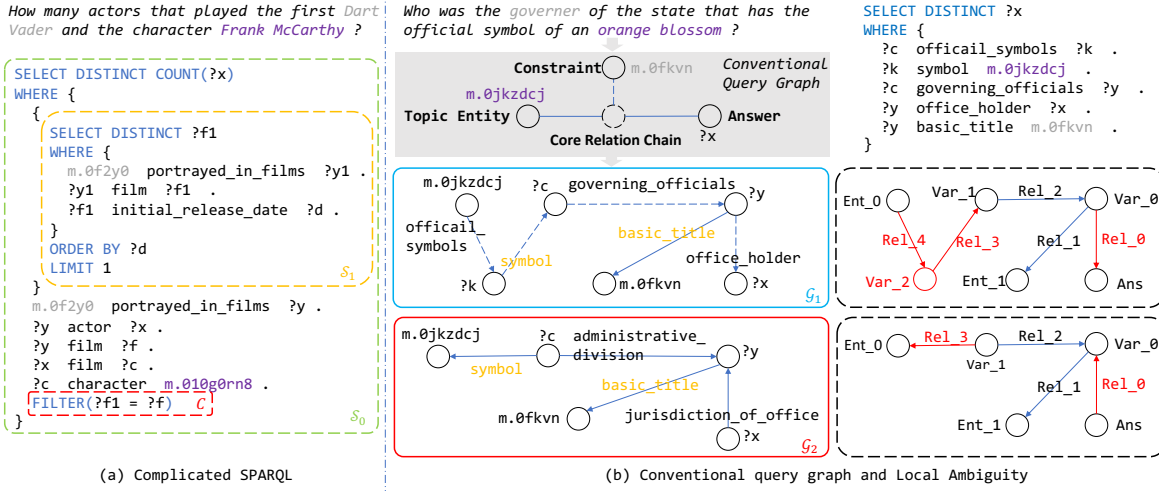 How many actors that played the first Dart
Vader and the character Frank McCarthy ?
SELECT DISTINCT COUNT(?x)
WHERE {
{
SELECT DISTINCT ?f1
WHERE {
m.0f2y0 portrayed_in_films ?y1 .
?y1 film ?f1 .
?f1 initial_release_date ?d .
}
ORDER BY ?d
LIMIT 1
S1
}
m.0f2y0 portrayed_in_films ?y .
?y actor ?x .
?y film ?f .
?x film ?c .
?c character m.010g0rn8 .
FILTER(?f1 = ?f) C
}
S0
(a) Complicated SPARQL
Who was the governer of the state that has the
official symbol of an orange blossom ?
Constraint
m.0fkvn
Conventional
Query Graph
m.0jkzdcj
Topic Entity
Answer
?x
Core Relation Chain
m.0jkzdcj
?c
governing_officials
?y
officail_
symbols
symbol
basic_title
office_holder
?k
m.0fkvn
?x
G1
m.0jkzdcj
?c
administrative_
division
?y
symbol
basic_title
m.0fkvn
jurisdiction_of_office
?x
G2
SELECT DISTINCT ?x
WHERE {
?c officail_symbols ?k .
?k symbol m.0jkzdcj .
?c governing_officials ?y .
?y office_holder ?x .
?y basic_title m.0fkvn .
}
Ent_0
Var_1
Rel_2
Var_0
Rel_4
Rel_3
Rel_1
Rel_0
Var_2
Ent_1
Ans
Ent_0
Rel_3
Var_1
Rel_2
Var_0
Rel_1
Rel_0
Ent_1
Ans
(b) Conventional query graph and Local Ambiguity